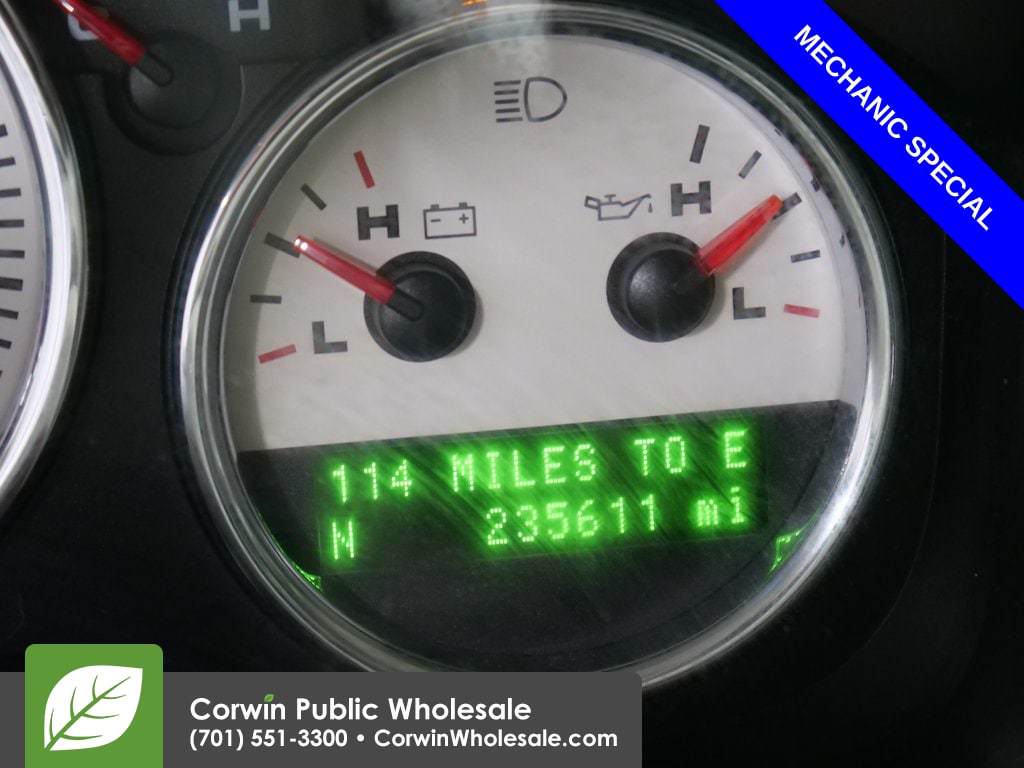 C H
MECHANIC SPECIAL
H H
L L
114 MILES TO E
N 235611 mi
Corwin Public Wholesale
(701) 551-3300 • CorwinWholesale.com